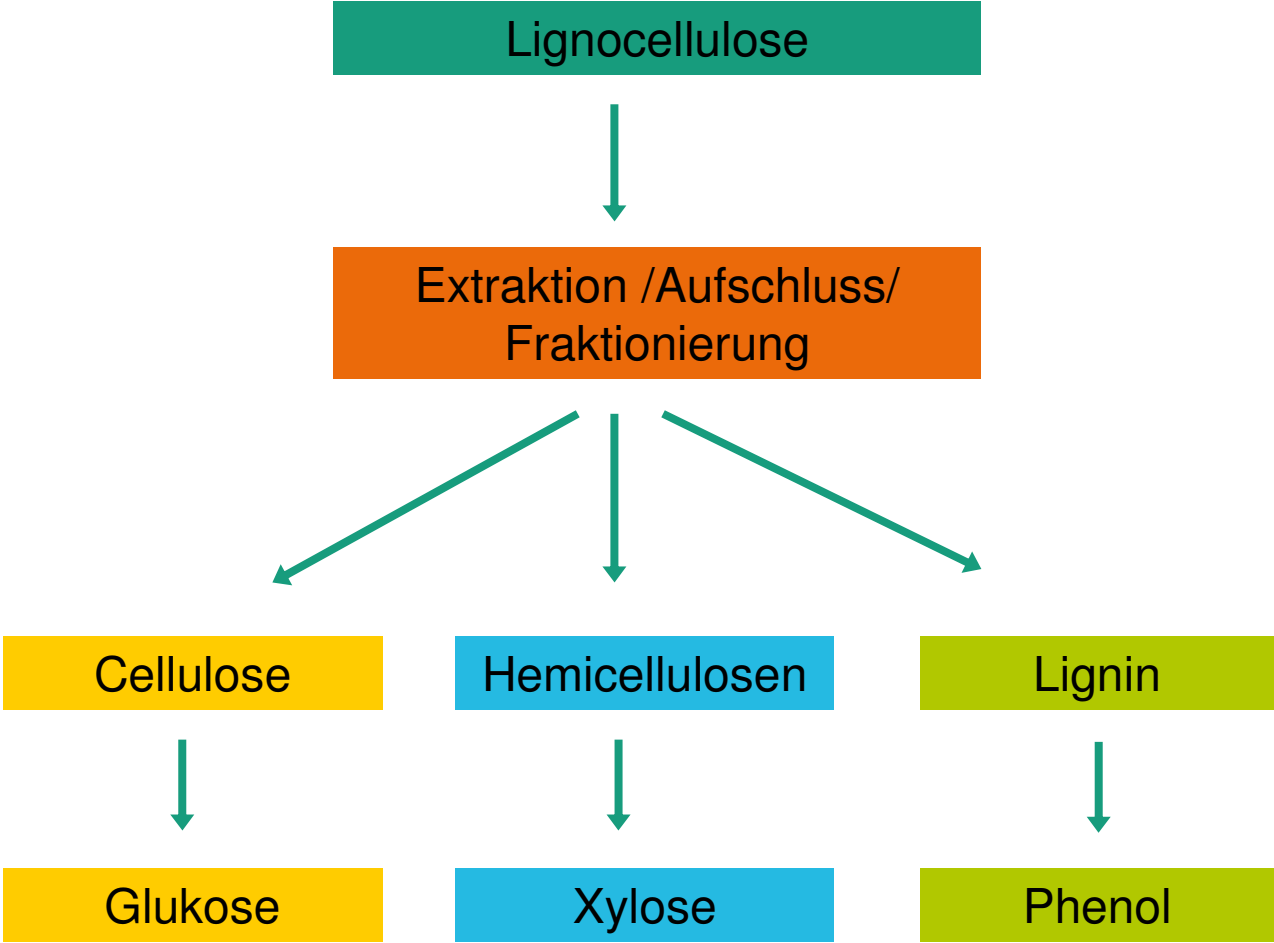 Lignocellulose
Extraktion /Aufschluss/
Fraktionierung
Cellulose
Hemicellulosen
Lignin
Glukose
Xylose
Phenol